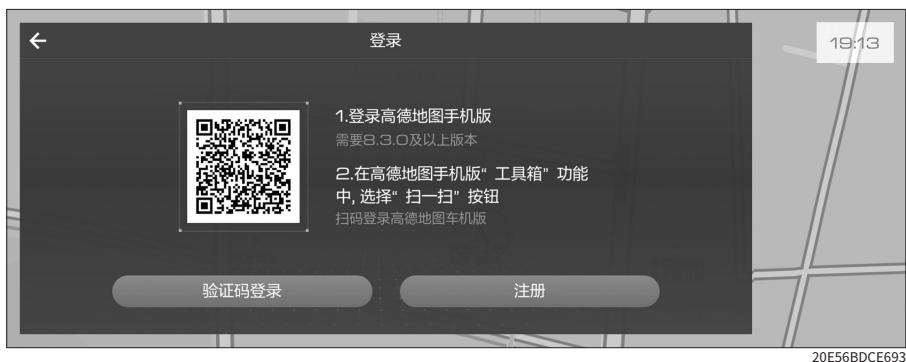 登录
19:13
1.登录高德地图手机版
需要8.3.0及以上版本
2.在高德地图手机版“ 工具箱” 功能
中, 选择“ 扫一扫” 按钮
扫码登录高德地图车机版
验证码登录
注册
20E56BDCE693